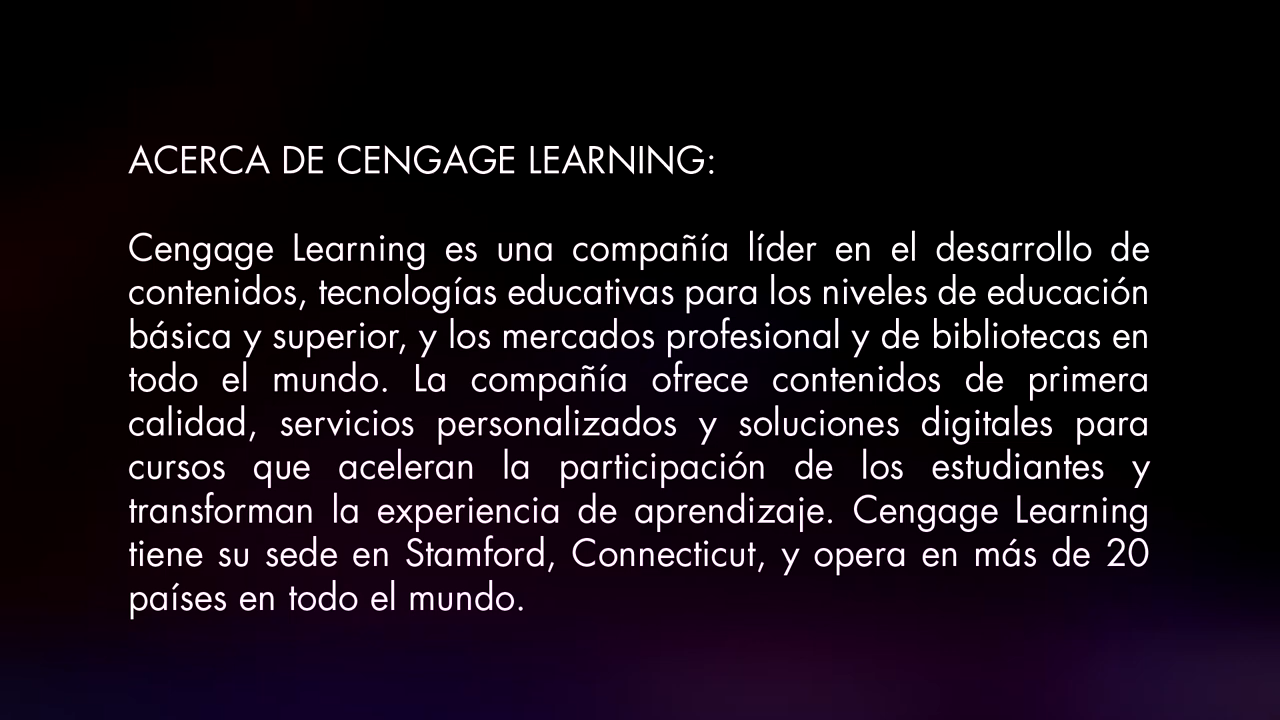 ACERCA DE CENGAGE LEARNING:
Cengage Learning es una compañía líder en el desarrollo de
contenidos, tecnologías educativas para los niveles de educación
básica y superior, y los mercados profesional y de bibliotecas en
todo el mundo. La compañía ofrece contenidos de primera
calidad, servicios personalizados y soluciones digitales para
cursos que aceleran la participación de los estudiantes y
transforman la experiencia de aprendizaje. Cengage Learning
tiene su sede en Stamford, Connecticut, y opera en más de 20
países en todo el mundo.